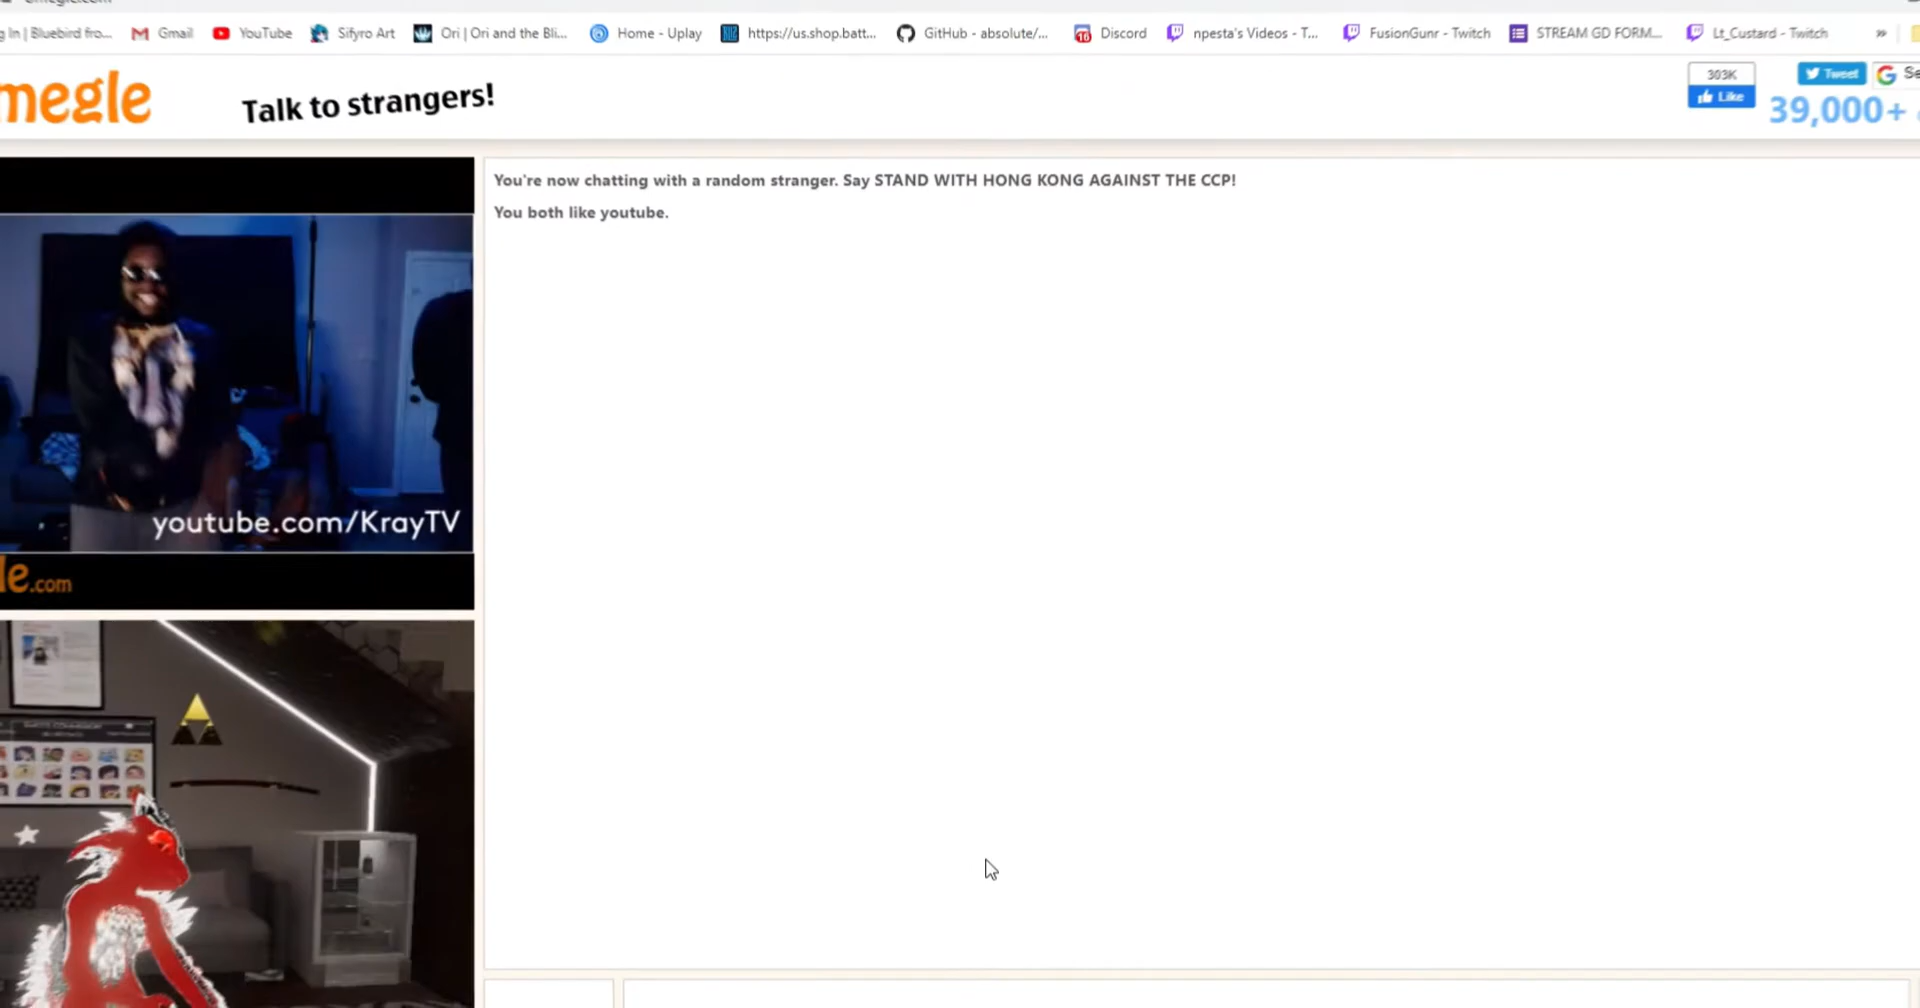 g In | Bluebird fro... Gmail YouTube Sifyro Art Ori | Ori and the Bli... Home - Uplay https://us.shop.batt... GitHub - absolute/... Discord npesta's Videos - T... FusionGunr - Twitch STREAM GD FORM... Lt_Custard - Twitch »
megle Talk to strangers!
303K
Like
Tweet
G Se
39,000+
You're now chatting with a random stranger. Say STAND WITH HONG KONG AGAINST THE CCP!
You both like youtube.
youtube.com/KrayTV
le.com